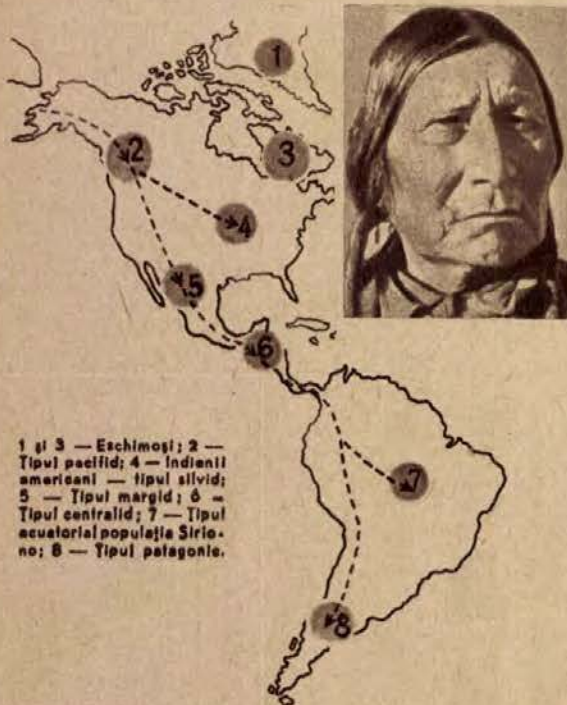 1
2
3
4
5
6
1 și 3 — Eschimoși; 2 —
Tipul pacifid; 4 — Indienii
americani — tipul silvid;
5 — Tipul margid; 6 —
Tipul centralid; 7 — Tipul
ecuatorial populația Sirio-
no; 8 — Tipul patagonic.
7
8